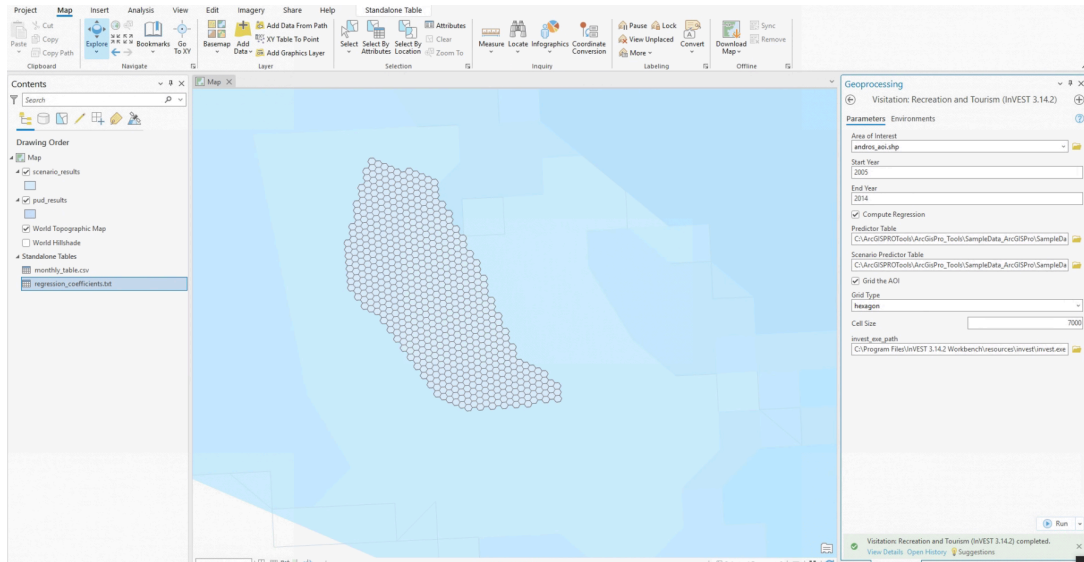 Project Map Insert Analysis View Edit Imagery Share Help Standalone Table
Cut
Copy
Copy Path
Paste
Explore
Bookmarks
Go To XY
Basemap
Add Data
Add Data From Path
XY Table To Point
Add Graphics Layer
Select
Select By Attributes
Select By Location
Attributes
Clear
Zoom To
Measure
Locate
Infographics
Coordinate Conversion
Pause
Lock
View Unplaced
More
Convert
Download Map
Sync
Remove
Clipboard Navigate Layer Selection Inquiry Labeling Offline
Contents
Search
Drawing Order
Map
scenario_results
pud_results
World Topographic Map
World Hillshade
Standalone Tables
monthly_table.csv
regression_coefficients.txt
Map
Geoprocessing
Visitation: Recreation and Tourism (InVEST 3.14.2)
Parameters Environments
Area of Interest
andros_aoi.shp
Start Year
2005
End Year
2014
Compute Regression
Predictor Table
C:\ArcGISPROTools\ArcGisPro_Tools\SampleData_ArcGISPro\SampleDa
Scenario Predictor Table
C:\ArcGISPROTools\ArcGisPro_Tools\SampleData_ArcGISPro\SampleDa
Grid the AOI
Grid Type
hexagon
Cell Size 7000
invest_exe_path
C:\Program Files\InVEST 3.14.2 Workbench\resources\invest\invest.exe
Run
Visitation: Recreation and Tourism (InVEST 3.14.2) completed.
View Details Open History Suggestions